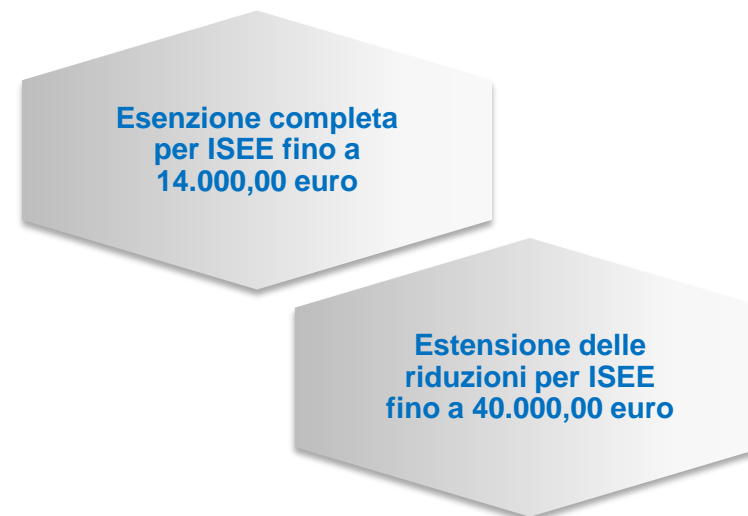 Esenzione completa
per ISEE fino a
14.000,00 euro
Estensione delle
riduzioni per ISEE
fino a 40.000,00 euro